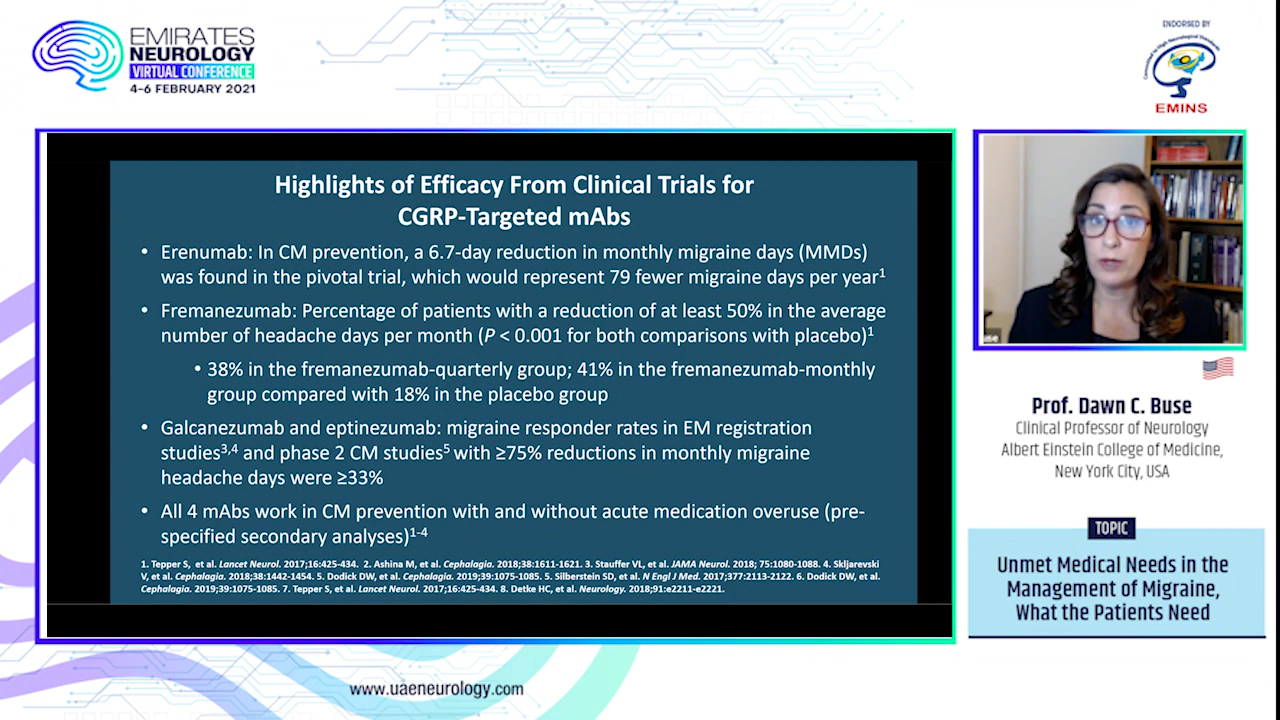 EMIRATES
NEUROLOGY
VIRTUAL CONFERENCE
4-6 FEBRUARY 2021
ENDORSED BY
EMINS
Highlights of Efficacy From Clinical Trials for
CGRP-Targeted mAbs
• Erenumab: In CM prevention, a 6.7-day reduction in monthly migraine days (MMDs)
was found in the pivotal trial, which would represent 79 fewer migraine days per year1
• Fremanezumab: Percentage of patients with a reduction of at least 50% in the average
number of headache days per month (P < 0.001 for both comparisons with placebo)1
• 38% in the fremanezumab-quarterly group; 41% in the fremanezumab-monthly
group compared with 18% in the placebo group
• Galcanezumab and eptinezumab: migraine responder rates in EM registration
studies3,4 and phase 2 CM studies5 with ≥75% reductions in monthly migraine
headache days were ≥33%
• All 4 mAbs work in CM prevention with and without acute medication overuse (pre-
specified secondary analyses)1-4
1. Tepper S, et al. Lancet Neurol. 2017;16:425-434. 2. Ashina M, et al. Cephalagia. 2018;38:1611-1621. 3. Stauffer VL, et al. JAMA Neurol. 2018; 75:1080-1088. 4. Skljarevski
V, et al. Cephalagia. 2018;38:1442-1454. 5. Dodick DW, et al. Cephalagia. 2019;39:1075-1085. 5. Silberstein SD, et al. N Engl J Med. 2017;377:2113-2122. 6. Dodick DW, et al.
Cephalagia. 2019;39:1075-1085. 7. Tepper S, et al. Lancet Neurol. 2017;16:425-434. 8. Detke HC, et al. Neurology. 2018;91:e2211-e2221.
Prof. Dawn C. Buse
Clinical Professor of Neurology
Albert Einstein College of Medicine,
New York City, USA
TOPIC
Unmet Medical Needs in the
Management of Migraine,
What the Patients Need
www.uaeneurology.com